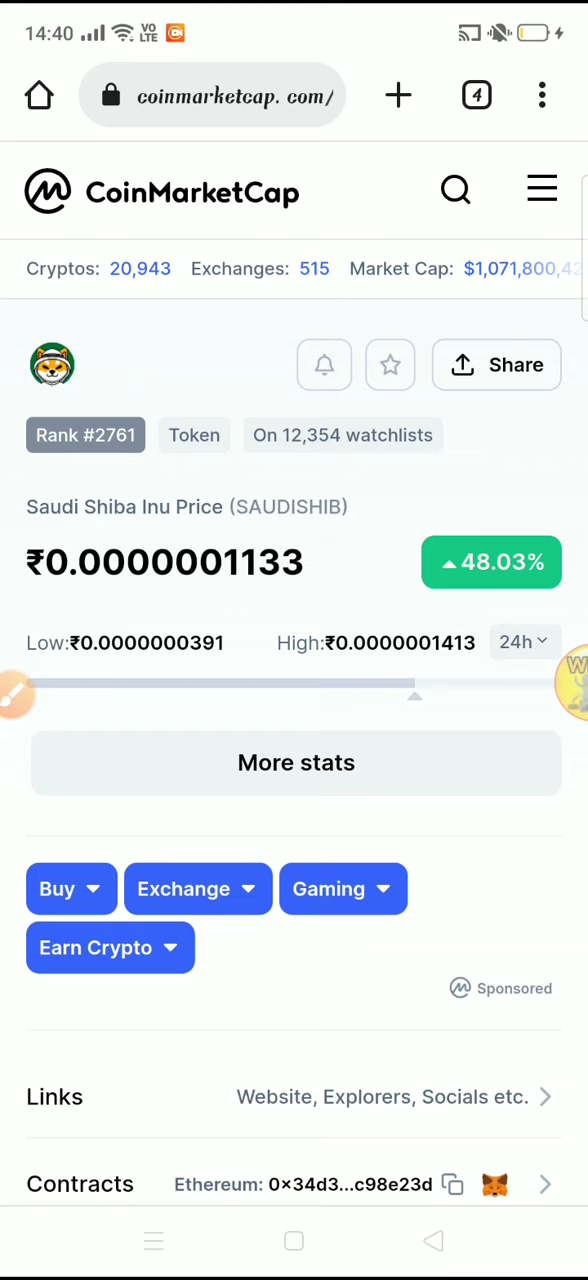 14:40 VO LTE
coinmarketcap. com/ 4
CoinMarketCap
Cryptos: 20,943 Exchanges: 515 Market Cap: $1,071,800,42
Share
Rank #2761 Token On 12,354 watchlists
Saudi Shiba Inu Price (SAUDISHIB)
₹0.0000001133 48.03%
Low:₹0.0000000391 High:₹0.0000001413 24h
W
More stats
Buy Exchange Gaming
Earn Crypto
Sponsored
Links Website, Explorers, Socials etc.
Contracts Ethereum: 0x34d3...c98e23d